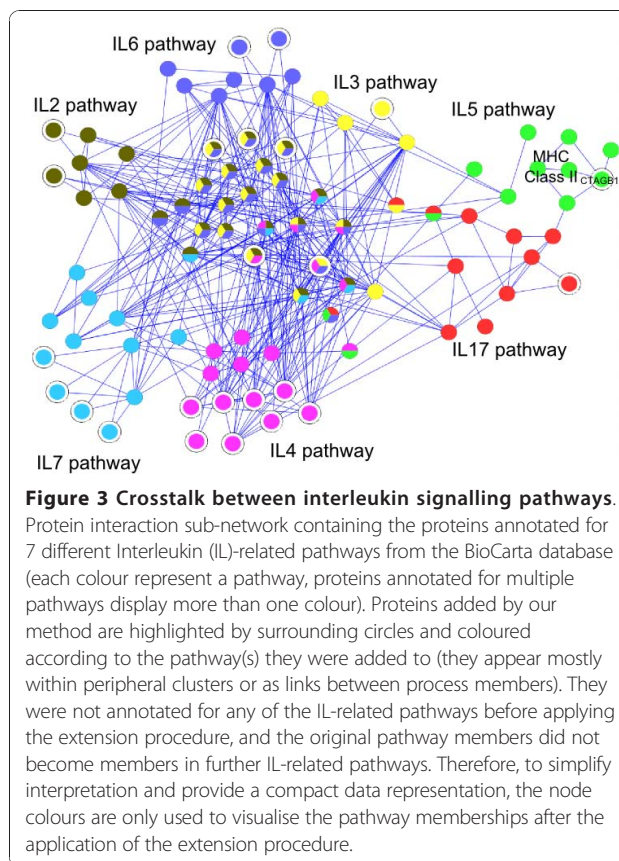 IL6 pathway
IL3 pathway
IL2 pathway
IL5 pathway
MHC
Class II CTAGB1
IL17 pathway
IL4 pathway
IL7 pathway
Figure 3 Crosstalk between interleukin signalling pathways.
Protein interaction sub-network containing the proteins annotated for
7 different Interleukin (IL)-related pathways from the BioCarta database
(each colour represent a pathway, proteins annotated for multiple
pathways display more than one colour). Proteins added by our
method are highlighted by surrounding circles and coloured
according to the pathway(s) they were added to (they appear mostly
within peripheral clusters or as links between process members). They
were not annotated for any of the IL-related pathways before applying
the extension procedure, and the original pathway members did not
become members in further IL-related pathways. Therefore, to simplify
interpretation and provide a compact data representation, the node
colours are only used to visualise the pathway memberships after the
application of the extension procedure.